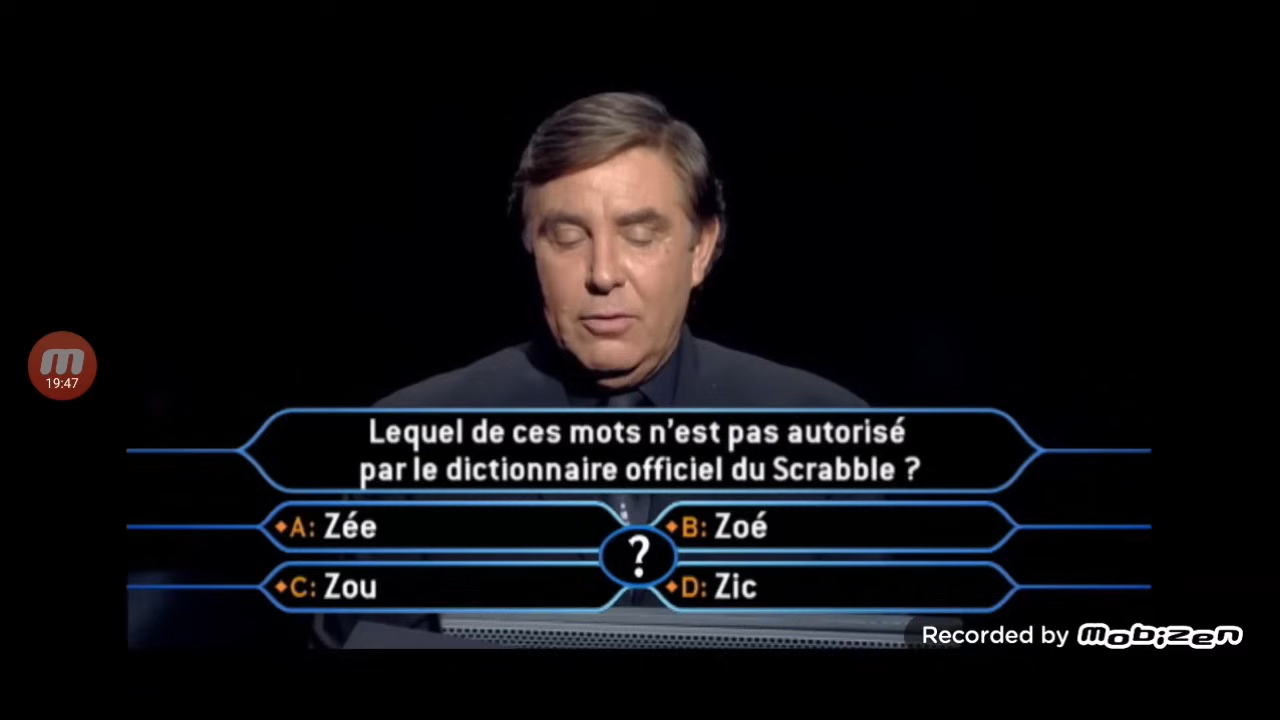 19:47
Lequel de ces mots n'est pas autorisé
par le dictionnaire officiel du Scrabble ?
A: Zée
B: Zoé
?
C: Zou
D: Zic
Recorded by mobizen